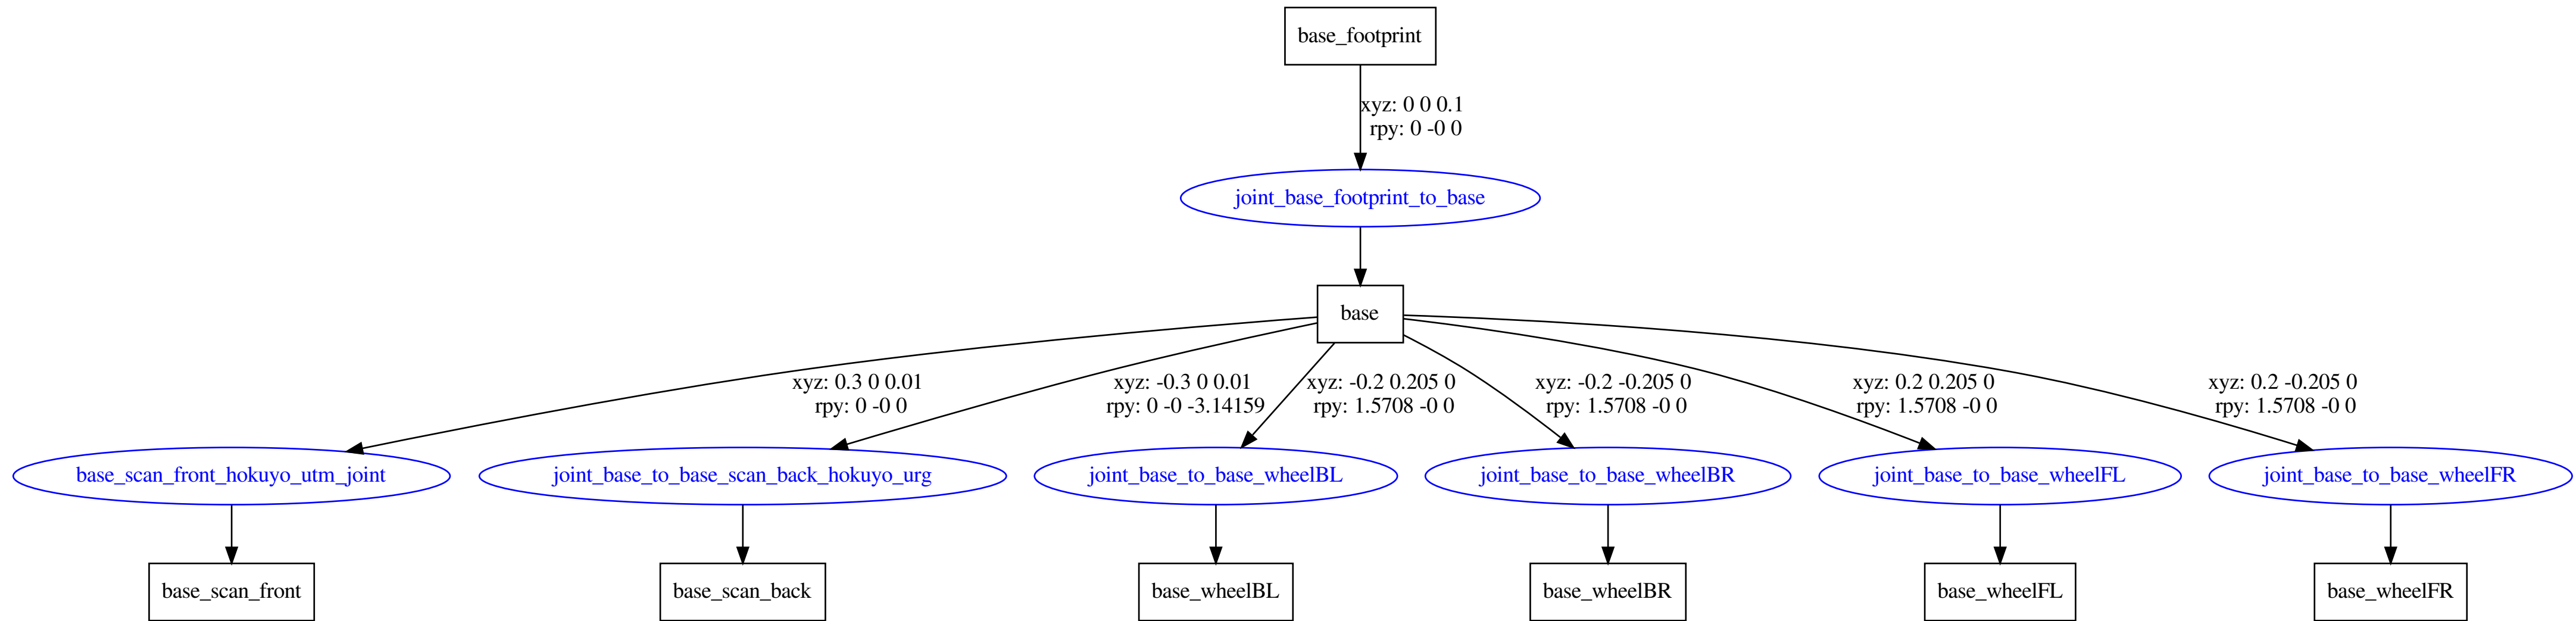 base_footprint
xyz: 0 0 0.1
rpy: 0 -0 0
joint_base_footprint_to_base
base
xyz: 0.3 0 0.01
rpy: 0 -0 0
xyz: -0.3 0 0.01
rpy: 0 -0 -3.14159
xyz: -0.2 0.205 0
rpy: 1.5708 -0 0
xyz: -0.2 -0.205 0
rpy: 1.5708 -0 0
xyz: 0.2 0.205 0
rpy: 1.5708 -0 0
xyz: 0.2 -0.205 0
rpy: 1.5708 -0 0
base_scan_front_hokuyo_utm_joint
joint_base_to_base_scan_back_hokuyo_urg
joint_base_to_base_wheelBL
joint_base_to_base_wheelBR
joint_base_to_base_wheelFL
joint_base_to_base_wheelFR
base_scan_front
base_scan_back
base_wheelBL
base_wheelBR
base_wheelFL
base_wheelFR